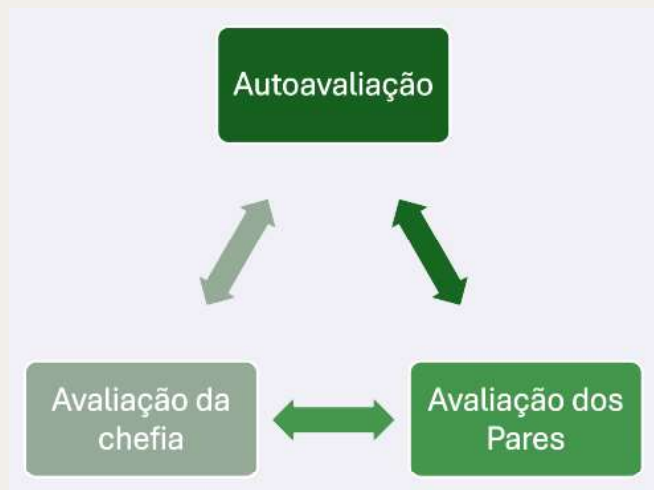 Autoavaliação
Avaliação da
chefia
Avaliação dos
Pares